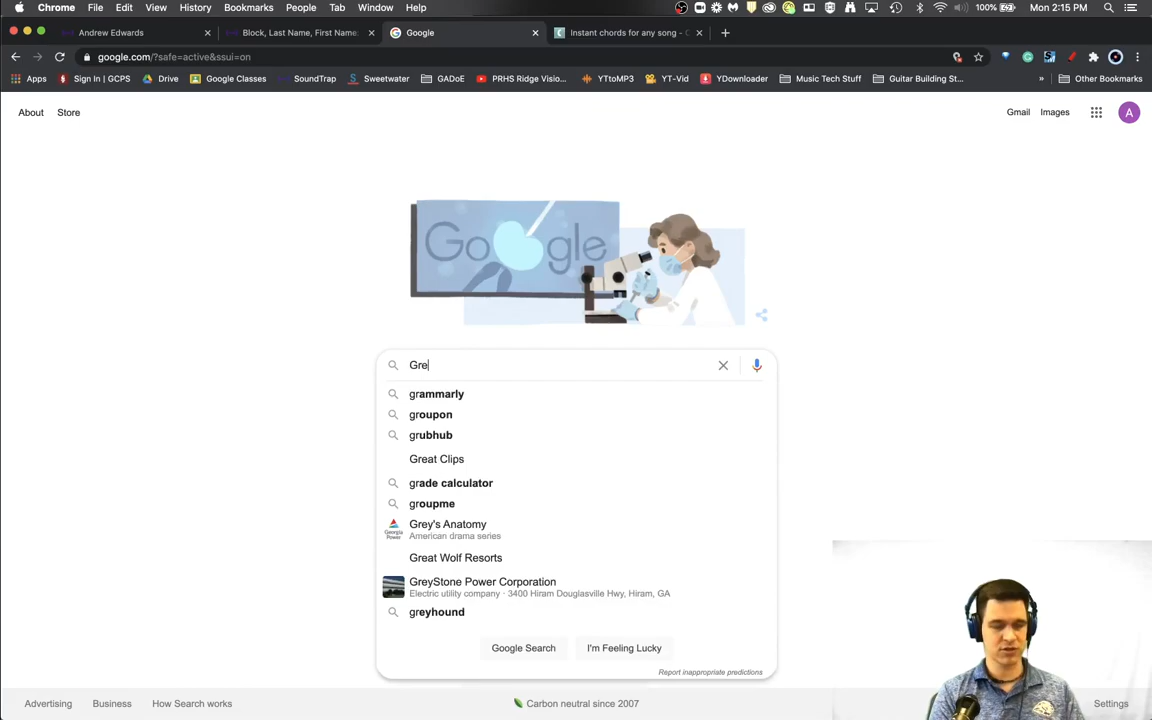 Chrome File Edit View History Bookmarks People Tab Window Help 100% Mon 2:15 PM
Andrew Edwards Block, Last Name, First Name: Google Instant chords for any song - C
google.com/?safe=active&ssui=on
Apps Sign In | GCPS Drive Google Classes SoundTrap Sweetwater GADoE PRHS Ridge Visio... YTtoMP3 YT-Vid YDownloader Music Tech Stuff Guitar Building St... » Other Bookmarks
About Store Gmail Images A
Google
Gre
grammarly
groupon
grubhub
Great Clips
grade calculator
groupme
Grey's Anatomy
American drama series
Great Wolf Resorts
GreyStone Power Corporation
Electric utility company · 3400 Hiram Douglasville Hwy, Hiram, GA
greyhound
Google Search I'm Feeling Lucky
Report inappropriate predictions
Advertising Business How Search works Carbon neutral since 2007 Settings